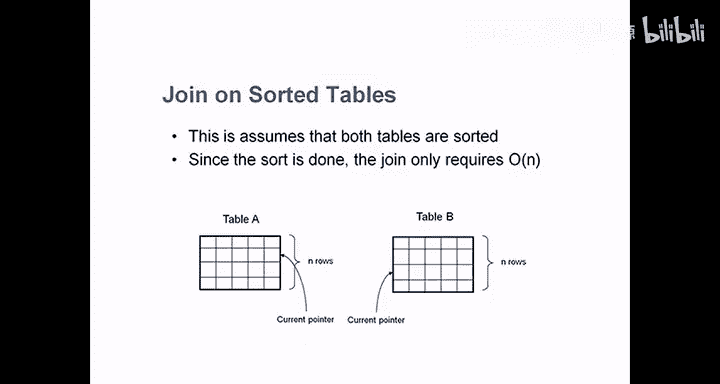 bilibili
Join on Sorted Tables
• This is assumes that both tables are sorted
• Since the sort is done, the join only requires O(n)
Table A
Table B
n rows
n rows
Current pointer
Current pointer